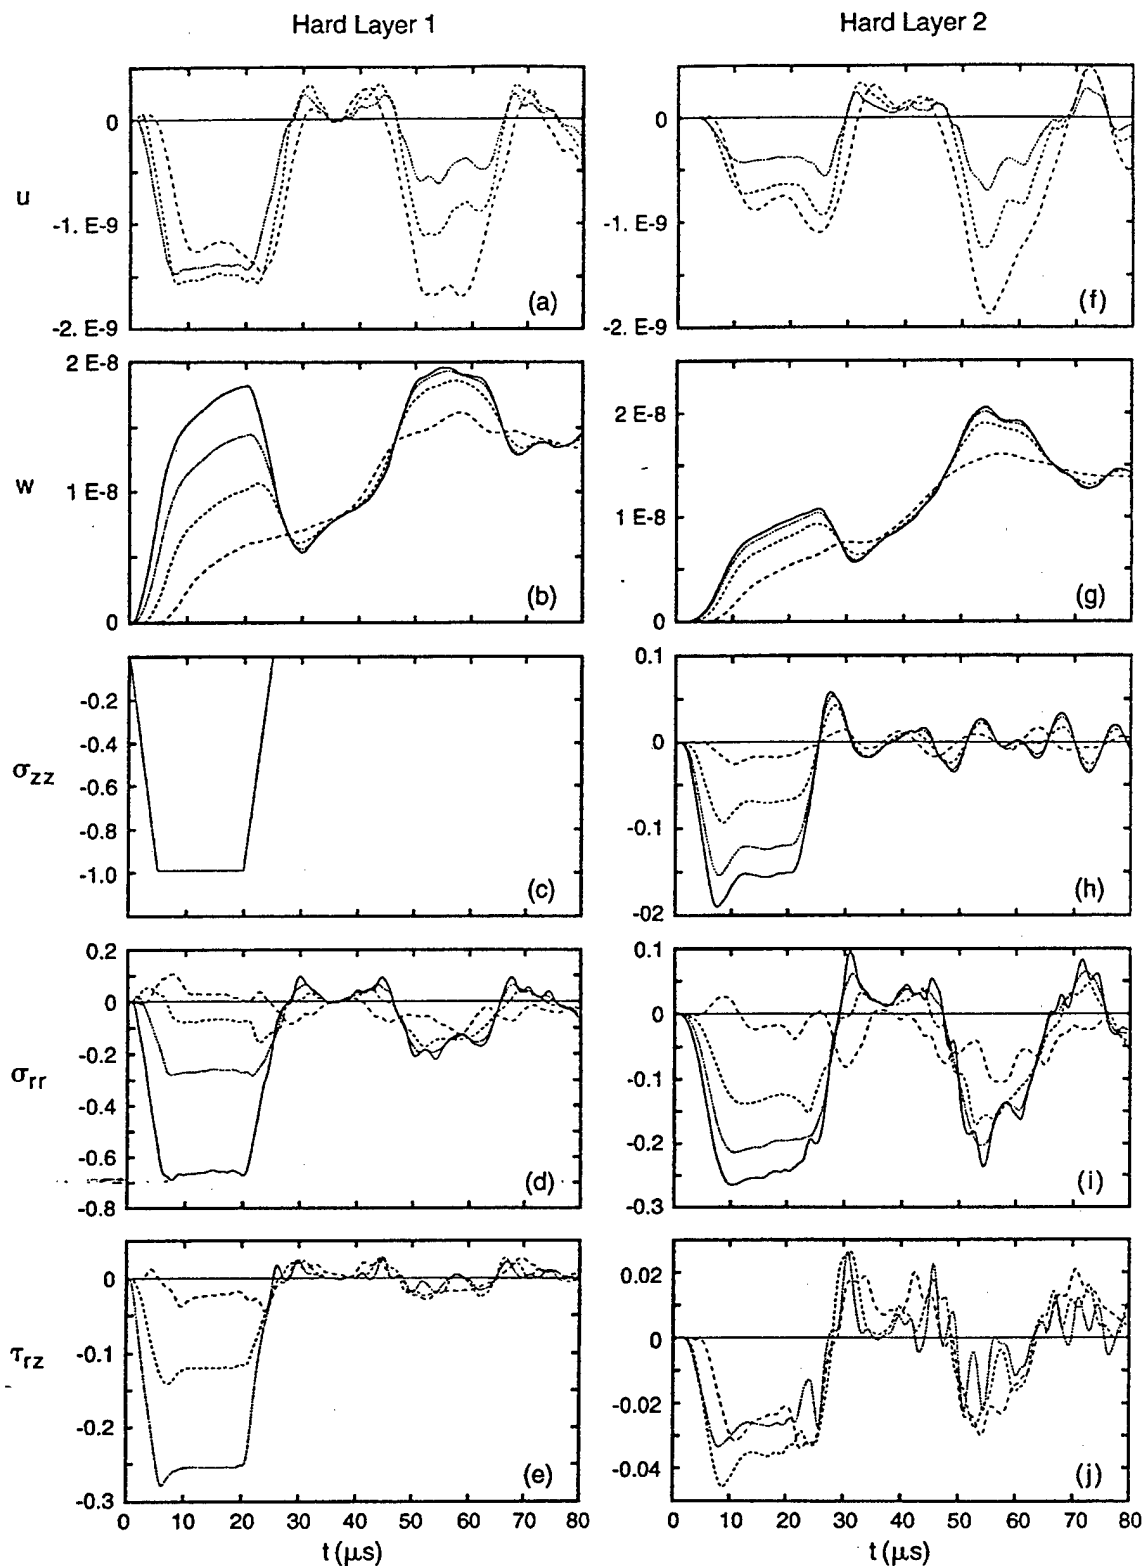 Hard Layer 1
Hard Layer 2
u
0
-1. E-9
-2. E-9
(a)
0
-1. E-9
-2. E-9
(f)
w
2 E-8
1 E-8
0
(b)
2 E-8
1 E-8
0
(g)
σzz
-0.2
-0.4
-0.6
-0.8
-1.0
(c)
0.1
0
-0.1
-02
(h)
σrr
0.2
0
-0.2
-0.4
-0.6
-0.8
(d)
0.1
0
-0.1
-0.2
-0.3
(i)
τrz
0
-0.1
-0.2
-0.3
(e)
0.02
0
-0.02
-0.04
(j)
0 10 20 30 40 50 60 70 80
0 10 20 30 40 50 60 70 80
t (μs)
t (μs)